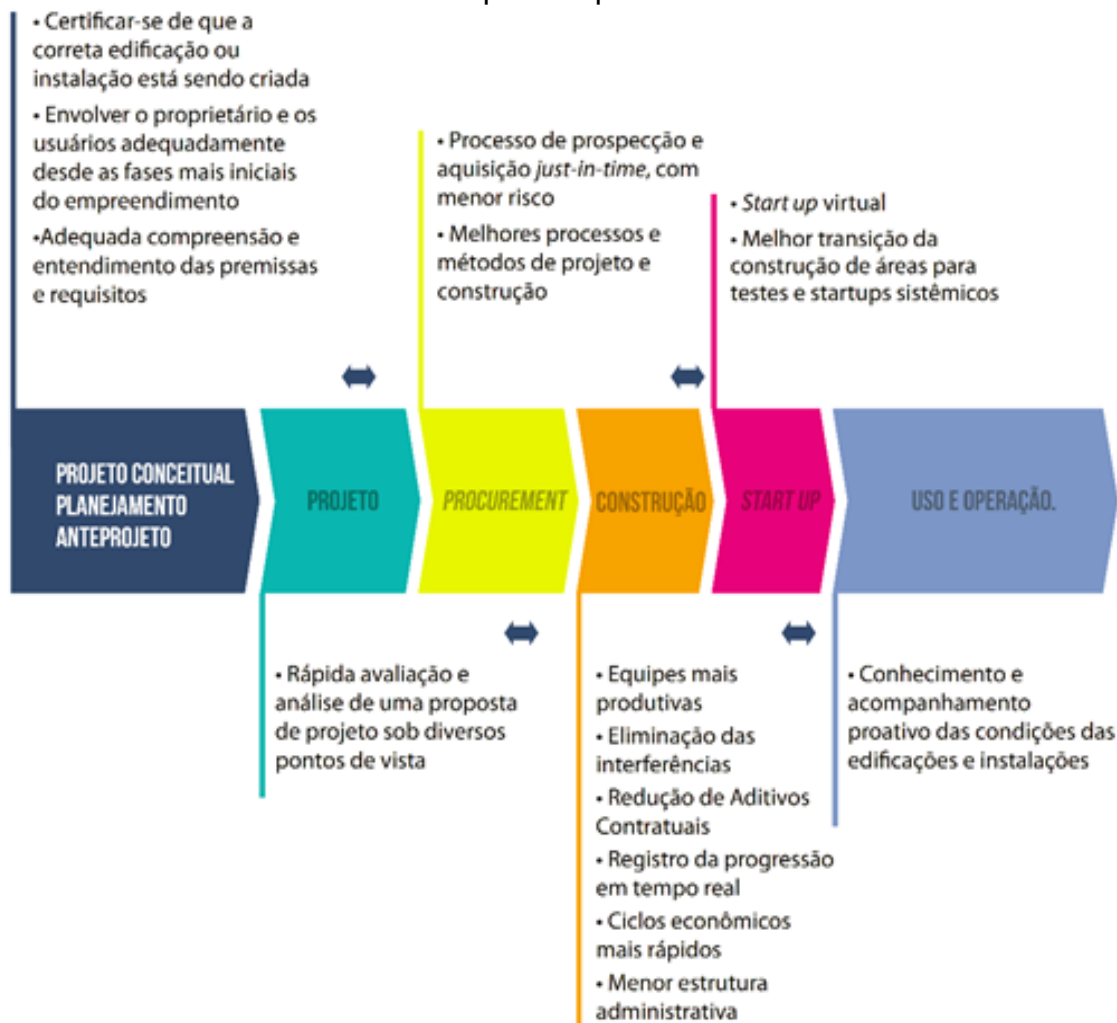 • Certificar-se de que a
correta edificação ou
instalação está sendo criada
• Envolver o proprietário e os
usuários adequadamente
desde as fases mais iniciais
do empreendimento
•Adequada compreensão e
entendimento das premissas
e requisitos
• Processo de prospecção e
aquisição just-in-time, com
menor risco
• Melhores processos e
métodos de projeto e
construção
• Start up virtual
• Melhor transição da
construção de áreas para
testes e startups sistêmicos
PROJETO CONCEITUAL
PLANEJAMENTO
ANTEPROJETO
PROJETO
PROCUREMENT
CONSTRUÇÃO
START UP
USO E OPERAÇÃO.
• Rápida avaliação e
análise de uma proposta
de projeto sob diversos
pontos de vista
• Equipes mais
produtivas
• Eliminação das
interferências
• Redução de Aditivos
Contratuais
• Registro da progressão
em tempo real
• Ciclos econômicos
mais rápidos
• Menor estrutura
administrativa
• Conhecimento e
acompanhamento
proativo das condições das
edificações e instalações